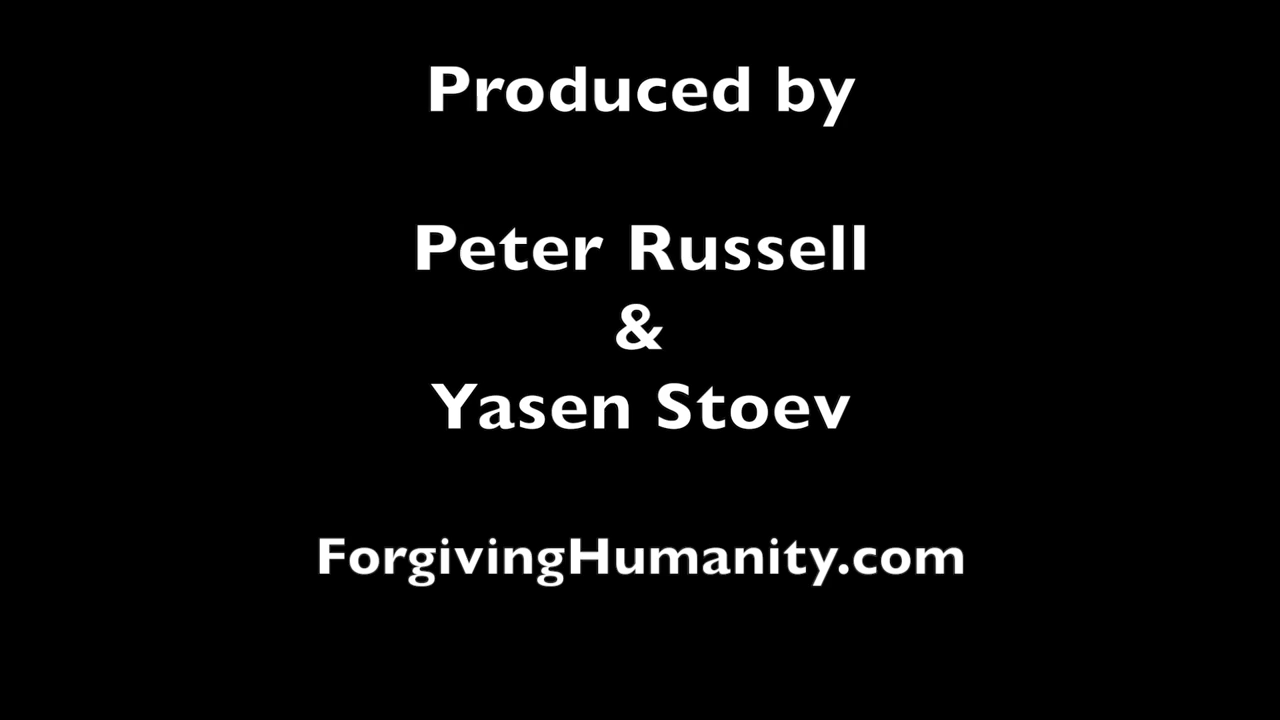 Produced by
Peter Russell
&
Yasen Stoev
ForgivingHumanity.com